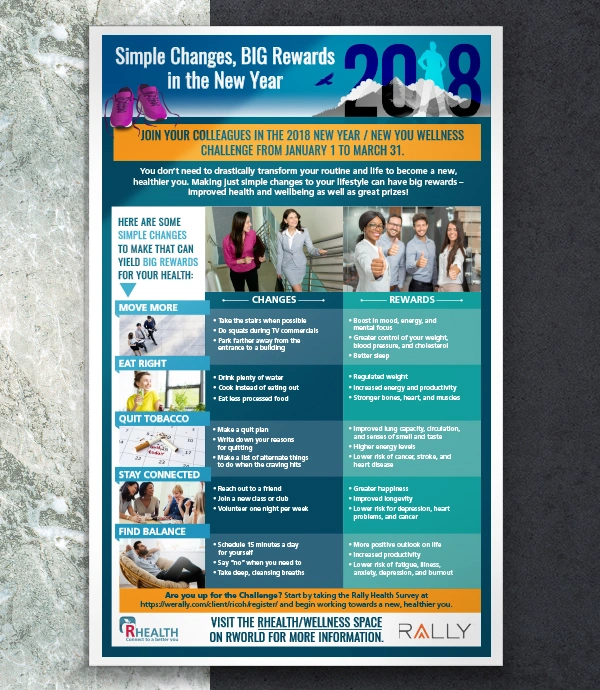 Simple Changes, BIG Rewards
in the New Year
2018
JOIN YOUR COLLEAGUES IN THE 2018 NEW YEAR / NEW YOU WELLNESS
CHALLENGE FROM JANUARY 1 TO MARCH 31.
You don't need to drastically transform your routine and life to become a new,
healthier you. Making just simple changes to your lifestyle can have big rewards –
improved health and wellbeing as well as great prizes!
HERE ARE SOME
SIMPLE CHANGES
TO MAKE THAT CAN
YIELD BIG REWARDS
FOR YOUR HEALTH:
CHANGES
REWARDS
MOVE MORE
• Take the stairs when possible
• Do squats during TV commercials
• Park farther away from the
entrance to a building
• Boost in mood, energy, and
mental focus
• Greater control of your weight,
blood pressure, and cholesterol
• Better sleep
EAT RIGHT
• Drink plenty of water
• Cook instead of eating out
• Eat less processed food
• Regulated weight
• Increased energy and productivity
• Stronger bones, heart, and muscles
QUIT TOBACCO
• Make a quit plan
• Write down your reasons
for quitting
• Make a list of alternate things
to do when the craving hits
• Improved lung capacity, circulation,
and senses of smell and taste
• Higher energy levels
• Lower risk of cancer, stroke, and
heart disease
STAY CONNECTED
• Reach out to a friend
• Join a new class or club
• Volunteer one night per week
• Greater happiness
• Improved longevity
• Lower risk for depression, heart
problems, and cancer
FIND BALANCE
• Schedule 15 minutes a day
for yourself
• Say "no" when you need to
• Take deep, cleansing breaths
• More positive outlook on life
• Increased productivity
• Lower risk of fatigue, illness,
anxiety, depression, and burnout
Are you up for the Challenge? Start by taking the Rally Health Survey at
https://werally.com/client/ricoh/register/ and begin working towards a new, healthier you.
RHEALTH
Connect to a better you
VISIT THE RHEALTH/WELLNESS SPACE
ON RWORLD FOR MORE INFORMATION.
RALLY